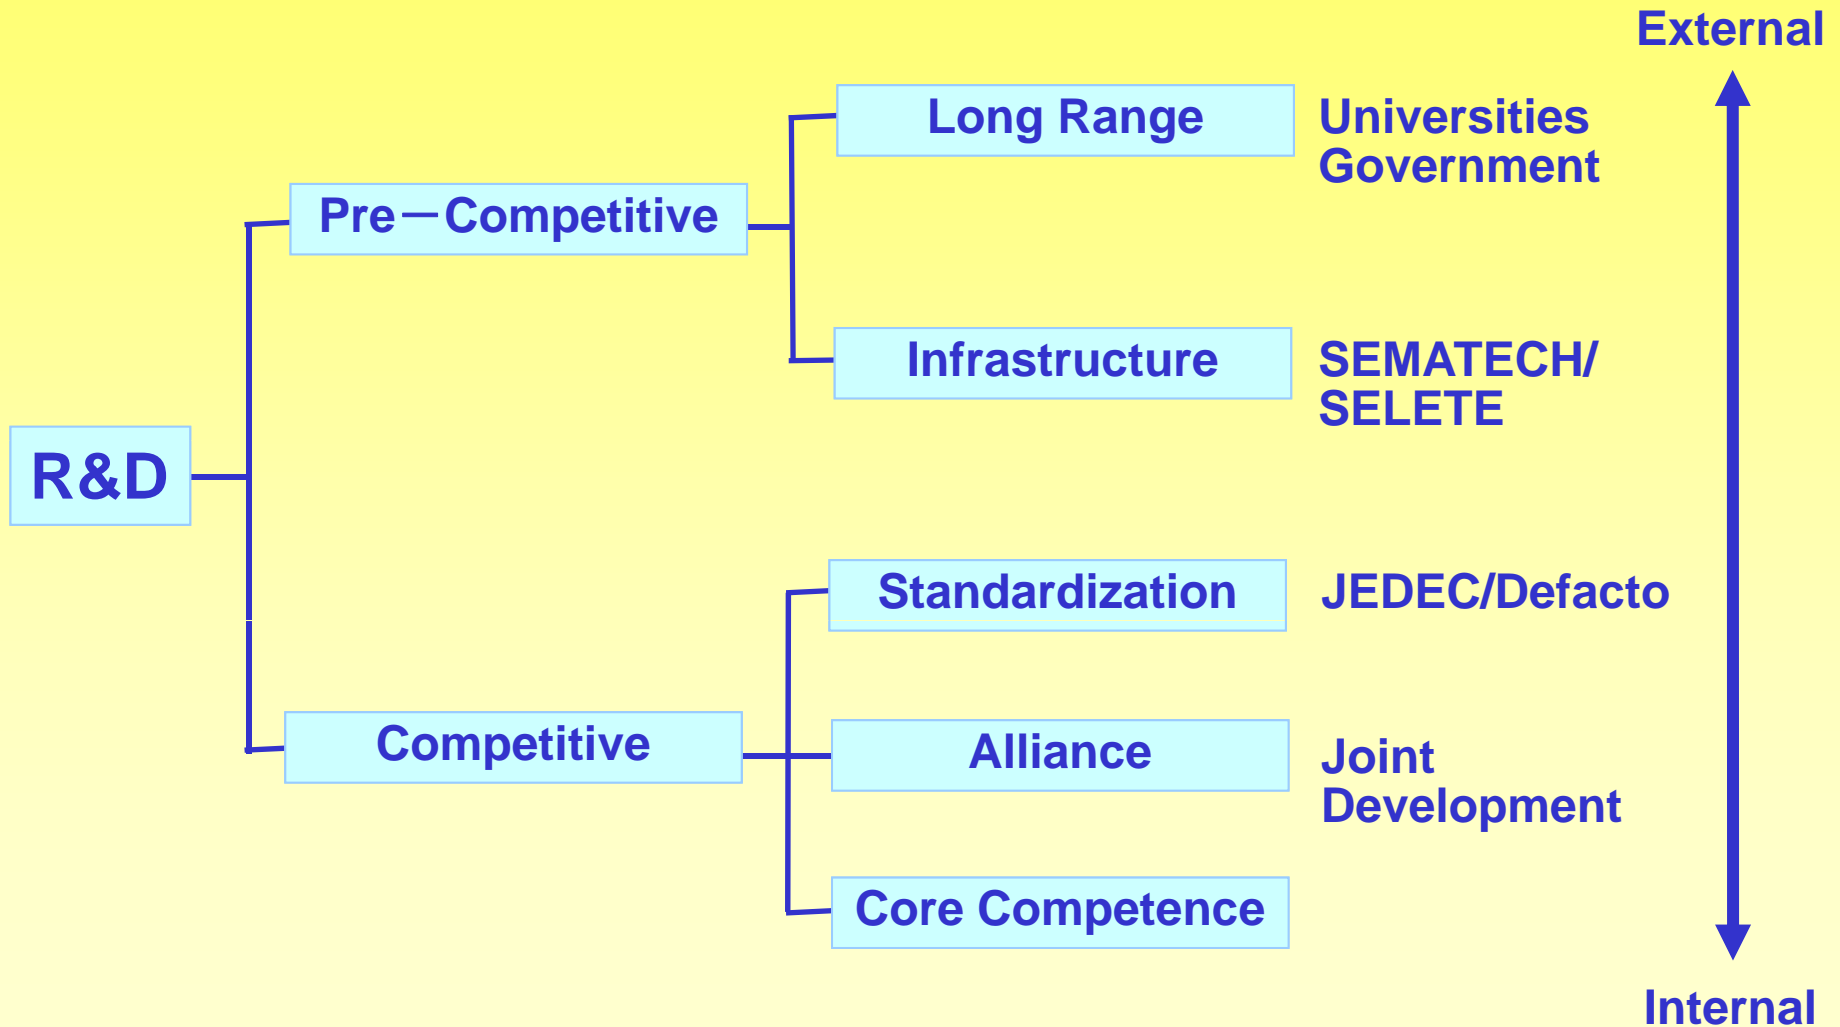 External
Long Range
Universities
Government
Pre－Competitive
Infrastructure
SEMATECH/
SELETE
R&D
Standardization
JEDEC/Defacto
Competitive
Alliance
Joint
Development
Core Competence
Internal